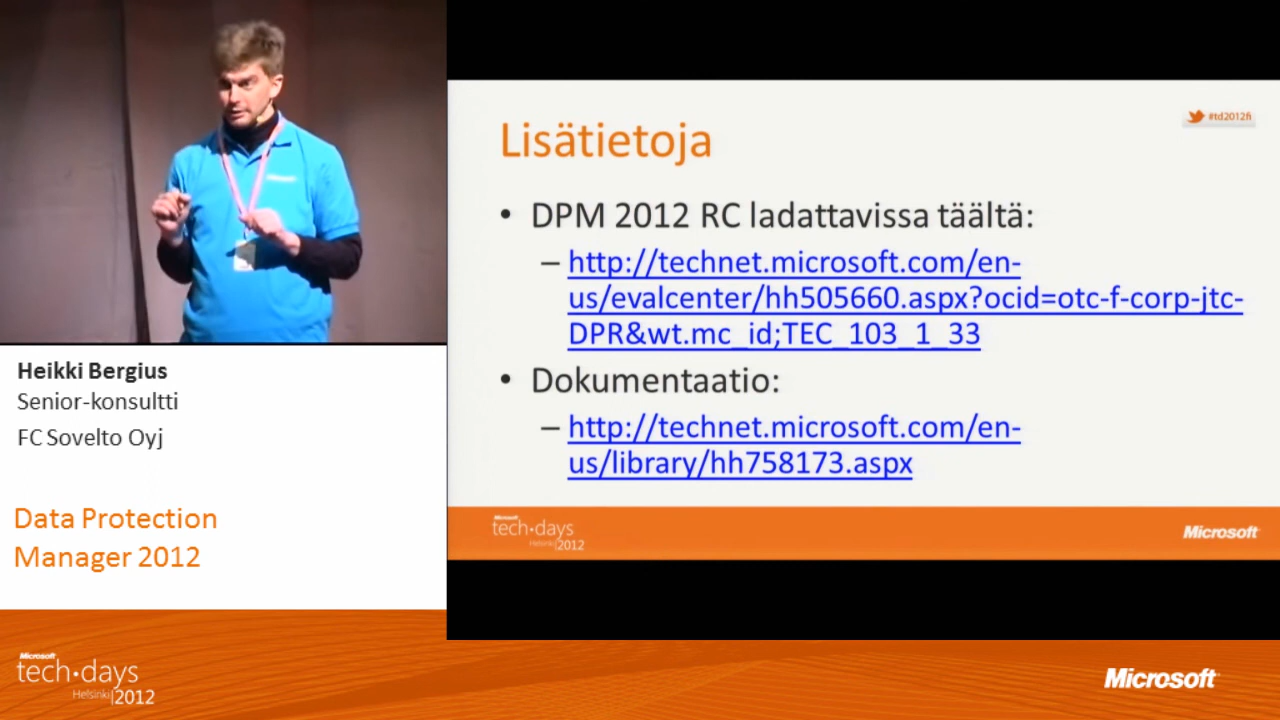 Lisätietoja
#td2012fi
• DPM 2012 RC ladattavissa täältä:
– http://technet.microsoft.com/en-
us/evalcenter/hh505660.aspx?ocid=otc-f-corp-jtc-
DPR&wt.mc_id;TEC_103_1_33
• Dokumentaatio:
– http://technet.microsoft.com/en-
us/library/hh758173.aspx
Microsoft
tech·days
Helsinki|2012
Microsoft
Heikki Bergius
Senior-konsultti
FC Sovelto Oyj
Data Protection
Manager 2012
Microsoft
tech·days
Helsinki|2012
Microsoft